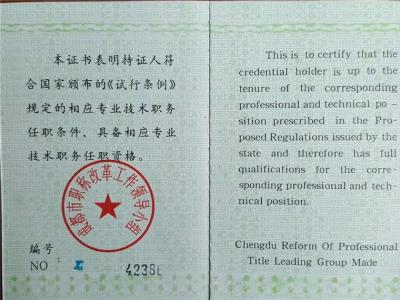 本证书表明持证人符
合国家颁布的《试行条例》
规定的相应专业技术职务
任职条件、具备相应专业
技术职务任职资格。
成都市职称改革工作领导小组
编号
NO :
4238
This is to certify that the
credential holder is up to the
tenure of the corresponding
professional and technical po -
sition prescribed in the Pro-
posed Regulations issued by the
state and therefore has full
qualifications for the corre-
sponding professional and tech-
nical position.
Chengdu Reform Of Professional
Title Leading Group Made